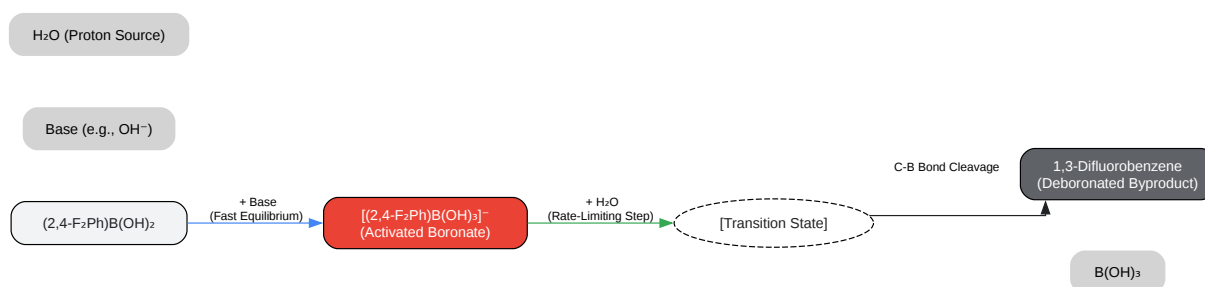 H₂O (Proton Source)
Base (e.g., OH⁻)
(2,4-F₂Ph)B(OH)₂
+ Base
(Fast Equilibrium)
[(2,4-F₂Ph)B(OH)₃]⁻
(Activated Boronate)
+ H₂O
(Rate-Limiting Step)
[Transition State]
C-B Bond Cleavage
1,3-Difluorobenzene
(Deboronated Byproduct)
B(OH)₃